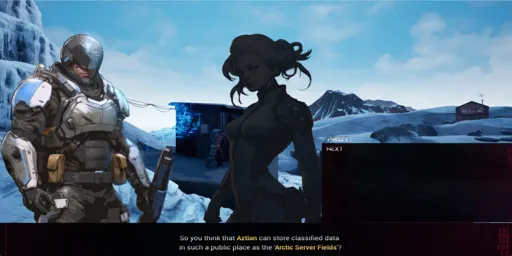 NEXT
So you think that Aztlan can store classified data
in such a public place as the 'Arctic Server Fields'?